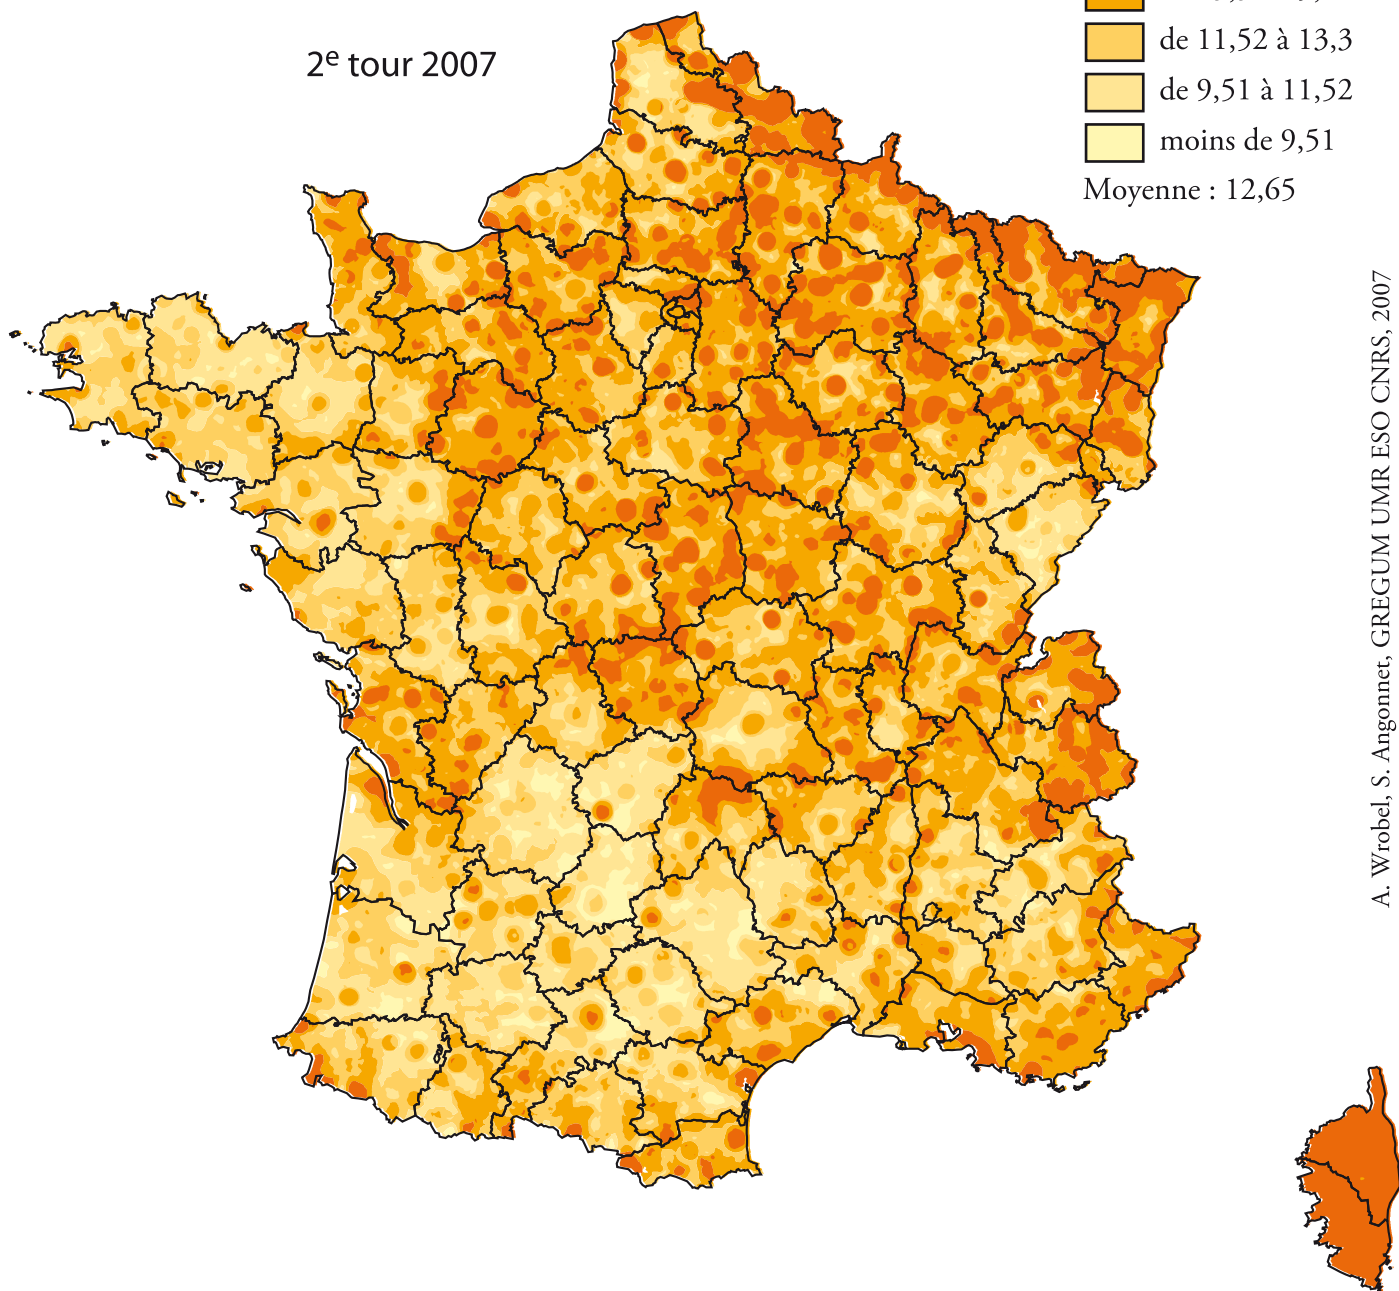 2e tour 2007
de 11,52 à 13,3
de 9,51 à 11,52
moins de 9,51
Moyenne : 12,65
A. Wrobel, S. Angonnet, GREGUM UMR ESO CNRS, 2007